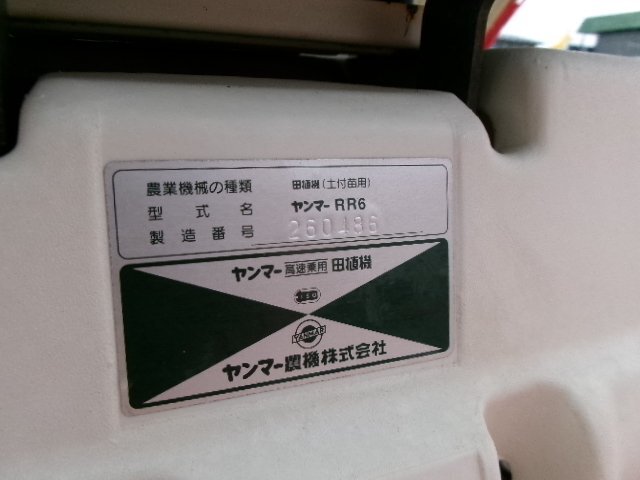 農業機械の種類 田植機(土付苗用)
型式名 ヤンマー RR6
製造番号 260486
ヤンマー 高速乗用 田植機
YANMAR
ヤンマー農機株式会社